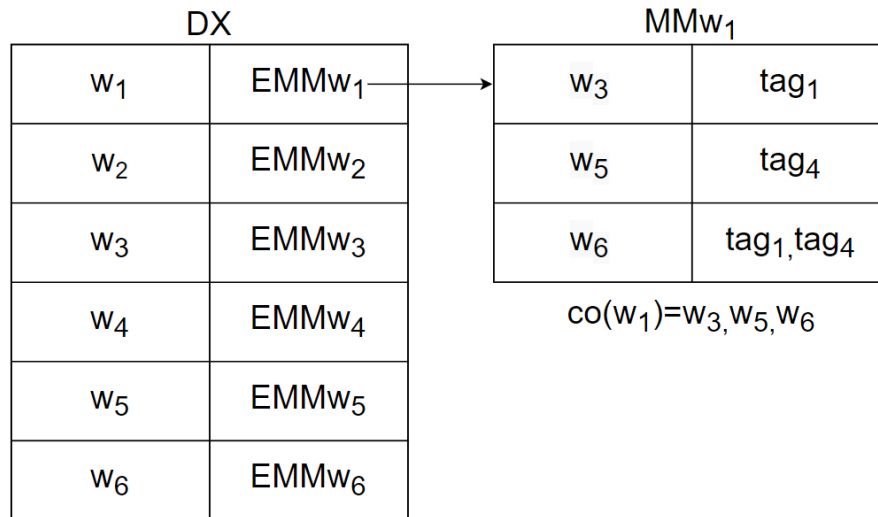 DX
w₁ EMMw₁
w₂ EMMw₂
w₃ EMMw₃
w₄ EMMw₄
w₅ EMMw₅
w₆ EMMw₆
MMw₁
w₃ tag₁
w₅ tag₄
w₆ tag₁,tag₄
co(w₁)=w₃,w₅,w₆